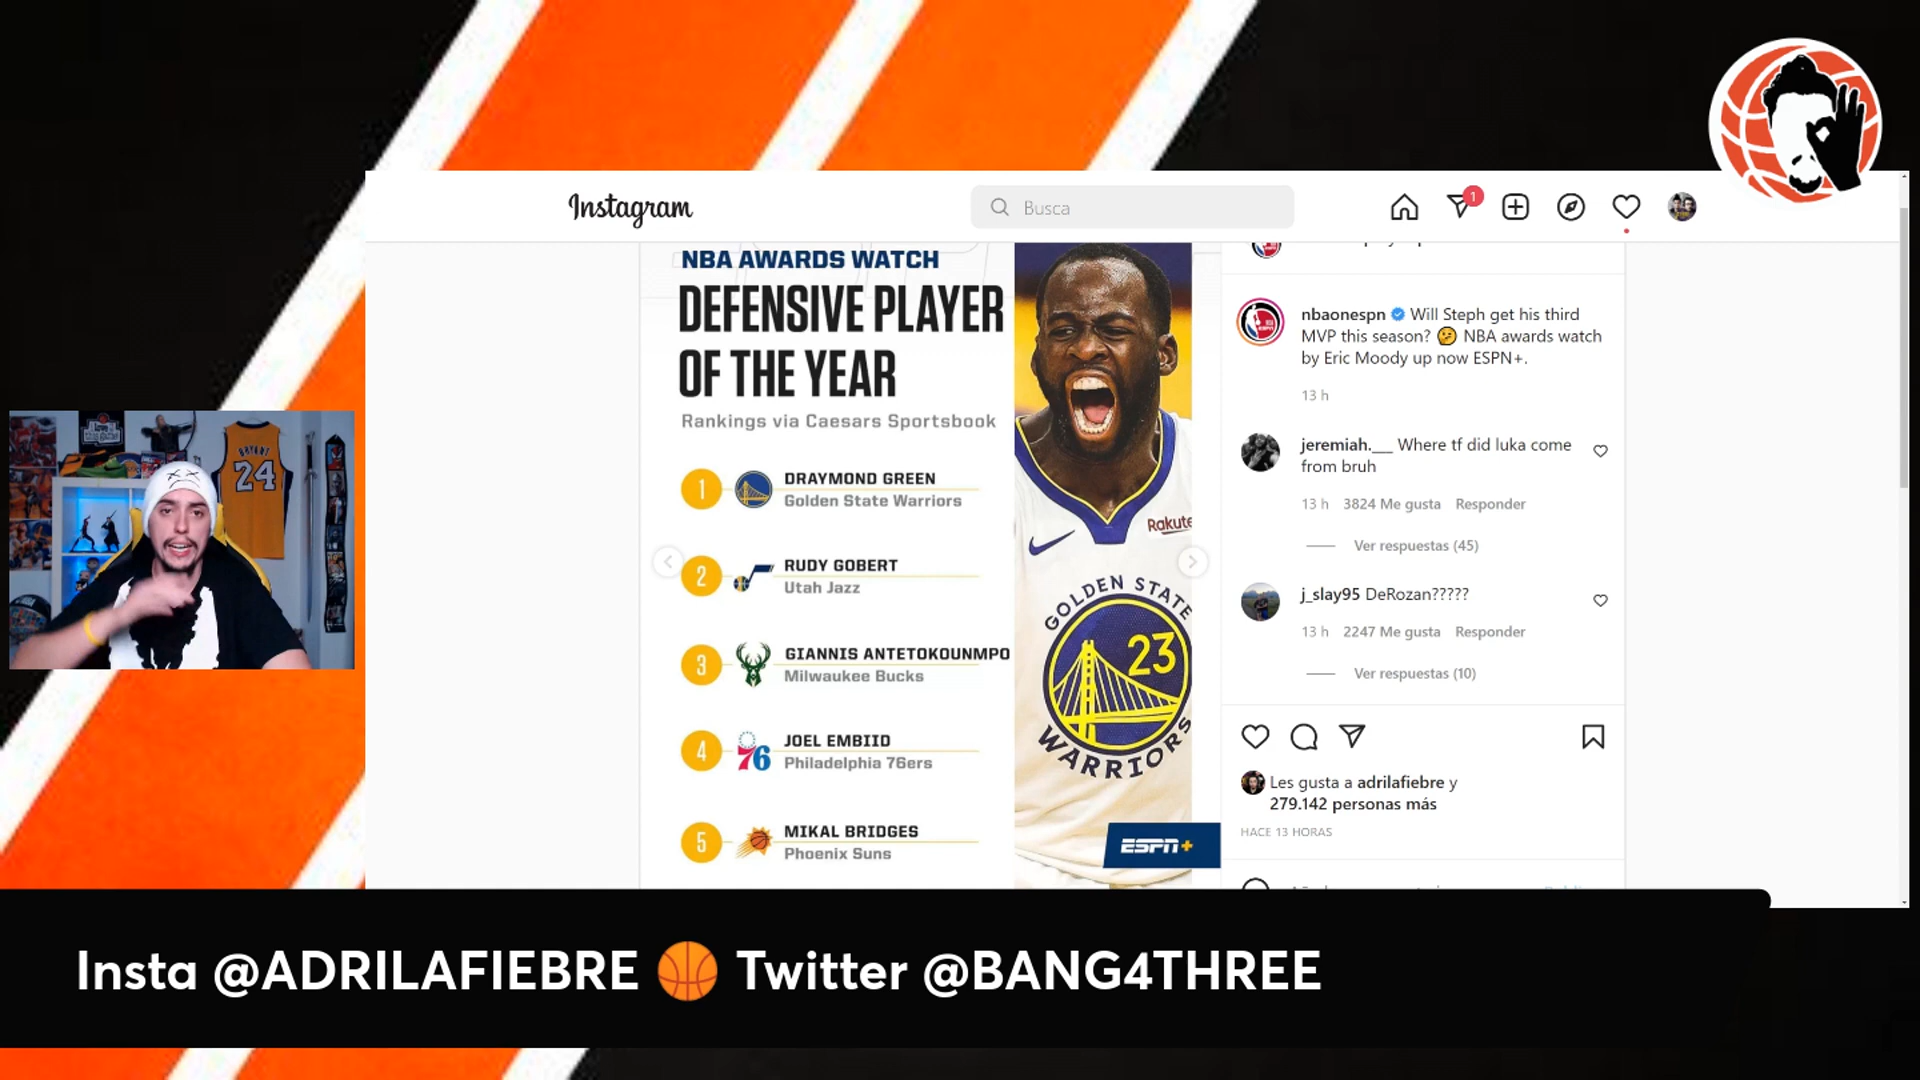 Instagram
Busca
1
NBA AWARDS WATCH
DEFENSIVE PLAYER
OF THE YEAR
Rankings via Caesars Sportsbook
1
DRAYMOND GREEN
Golden State Warriors
2
RUDY GOBERT
Utah Jazz
3
GIANNIS ANTETOKOUNMPO
Milwaukee Bucks
4
76
JOEL EMBIID
Philadelphia 76ers
5
MIKAL BRIDGES
Phoenix Suns
Rakute
GOLDEN STATE
23
WARRIORS
ESPN+
nbaonespn Will Steph get his third
MVP this season? 🤔 NBA awards watch
by Eric Moody up now ESPN+.
13 h
jeremiah.___ Where tf did luka come
from bruh
13 h 3824 Me gusta Responder
Ver respuestas (45)
j_slay95 DeRozan?????
13 h 2247 Me gusta Responder
Ver respuestas (10)
Les gusta a adrilafiebre y
279.142 personas más
HACE 13 HORAS
BRYANT
24
Insta @ADRILAFIEBRE 🏀 Twitter @BANG4THREE